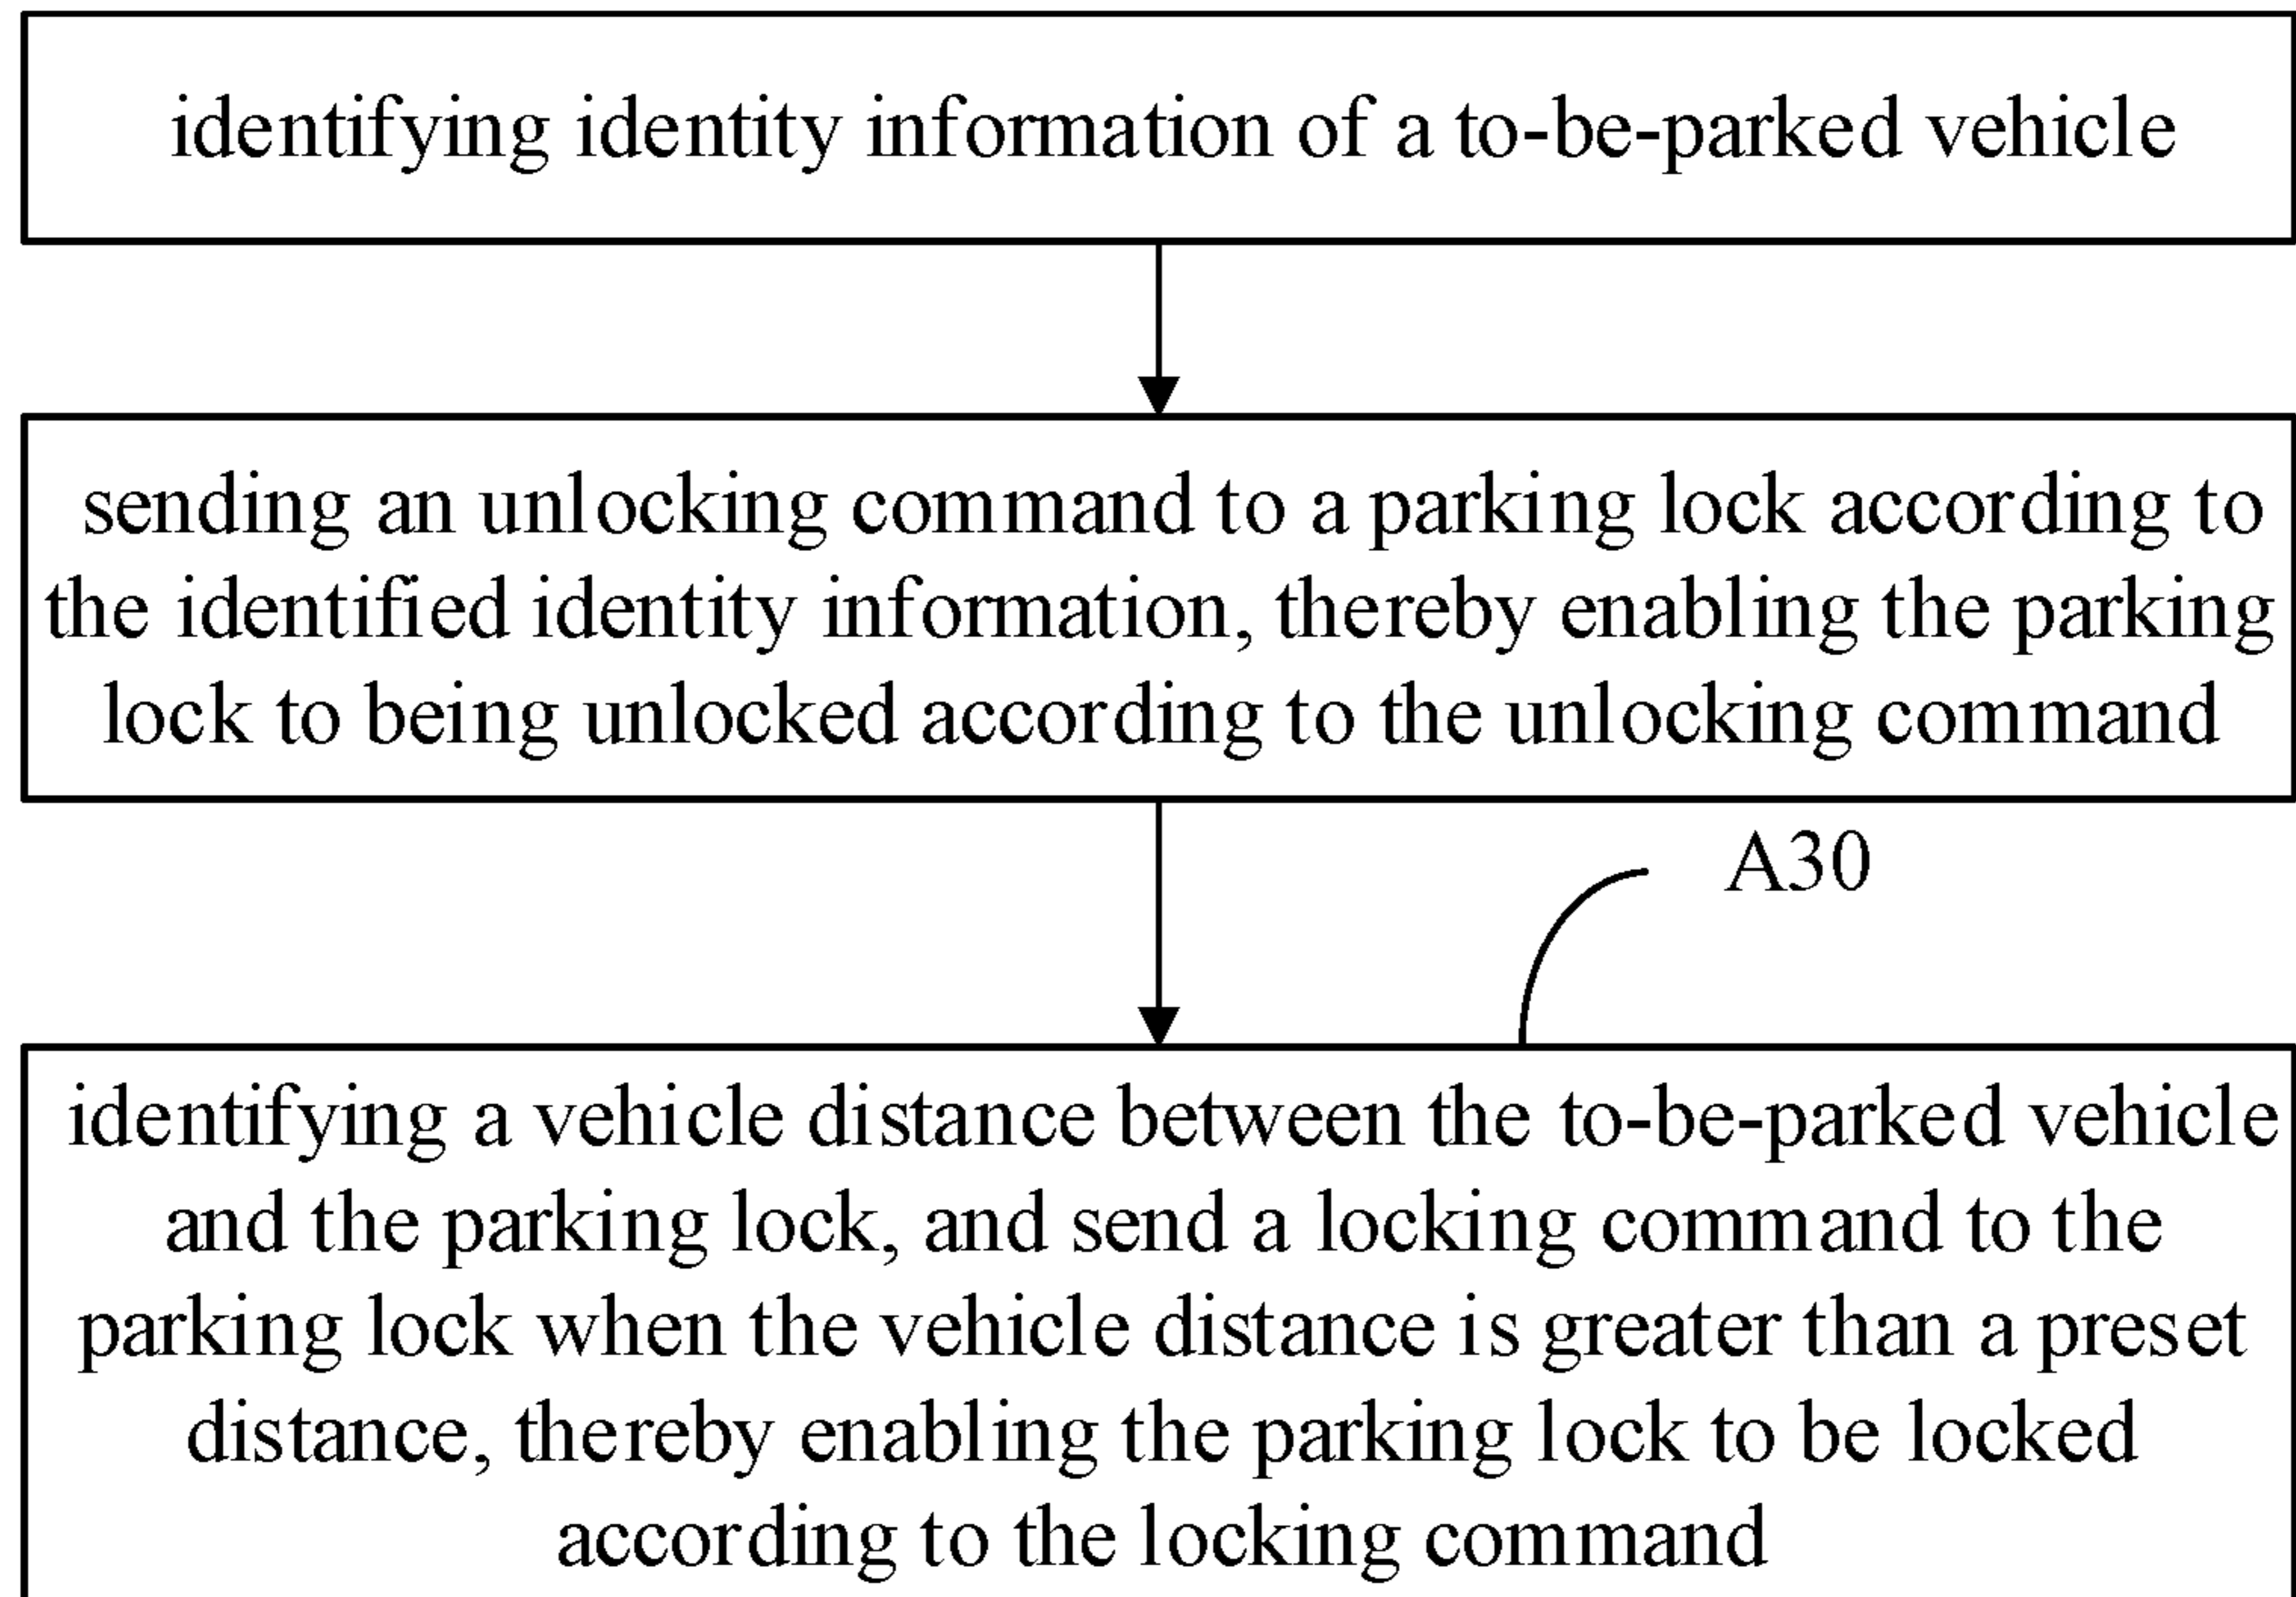 identifying identity information of a to-be-parked vehicle
sending an unlocking command to a parking lock according to
the identified identity information, thereby enabling the parking
lock to being unlocked according to the unlocking command
A30
identifying a vehicle distance between the to-be-parked vehicle
and the parking lock, and send a locking command to the
parking lock when the vehicle distance is greater than a preset
distance, thereby enabling the parking lock to be locked
according to the locking command